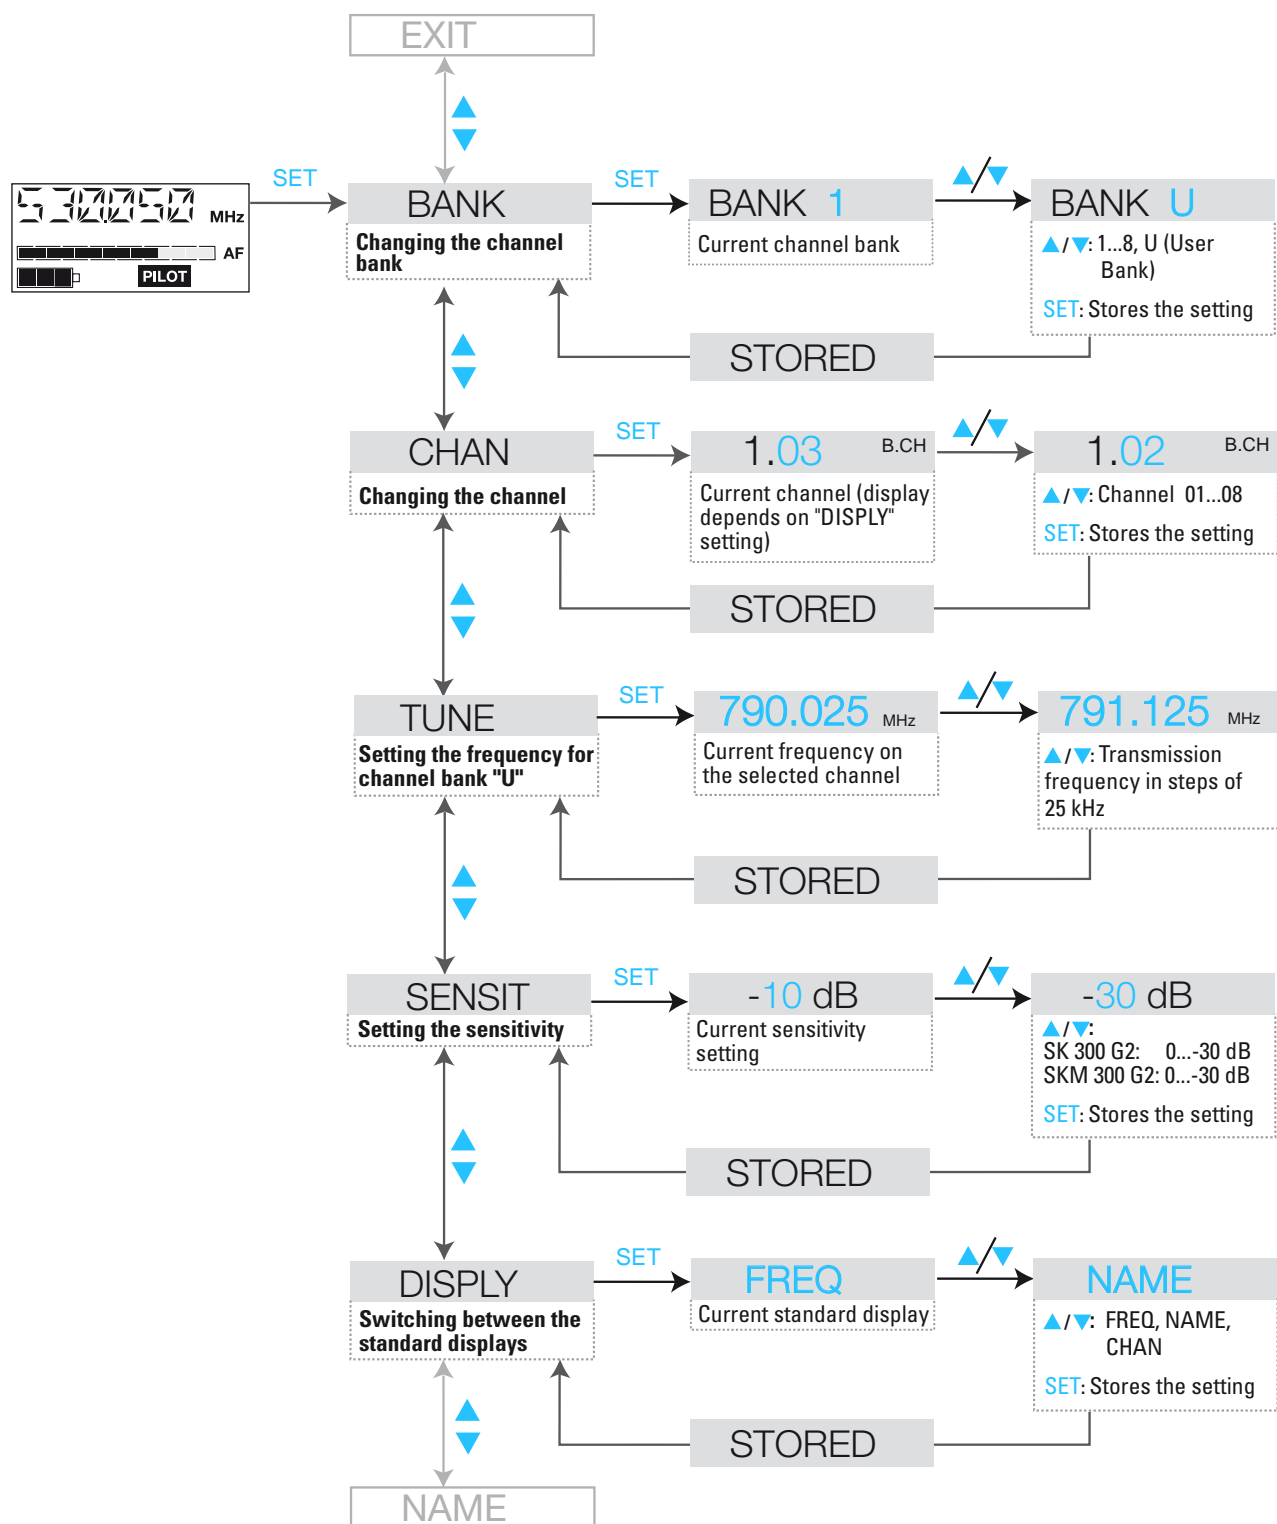 EXIT
530.050 MHz
AF
PILOT
SET
BANK
Changing the channel
bank
SET
BANK 1
Current channel bank
▲/▼
BANK U
▲/▼: 1...8, U (User
Bank)
SET: Stores the setting
STORED
CHAN
Changing the channel
SET
1.03 B.CH
Current channel (display
depends on "DISPLY"
setting)
▲/▼
1.02 B.CH
▲/▼: Channel 01...08
SET: Stores the setting
STORED
TUNE
Setting the frequency for
channel bank "U"
SET
790.025 MHz
Current frequency on
the selected channel
▲/▼
791.125 MHz
▲/▼: Transmission
frequency in steps of
25 kHz
STORED
SENSIT
Setting the sensitivity
SET
-10 dB
Current sensitivity
setting
▲/▼
-30 dB
▲/▼:
SK 300 G2: 0...-30 dB
SKM 300 G2: 0...-30 dB
SET: Stores the setting
STORED
DISPLY
Switching between the
standard displays
SET
FREQ
Current standard display
▲/▼
NAME
▲/▼: FREQ, NAME,
CHAN
SET: Stores the setting
STORED
NAME